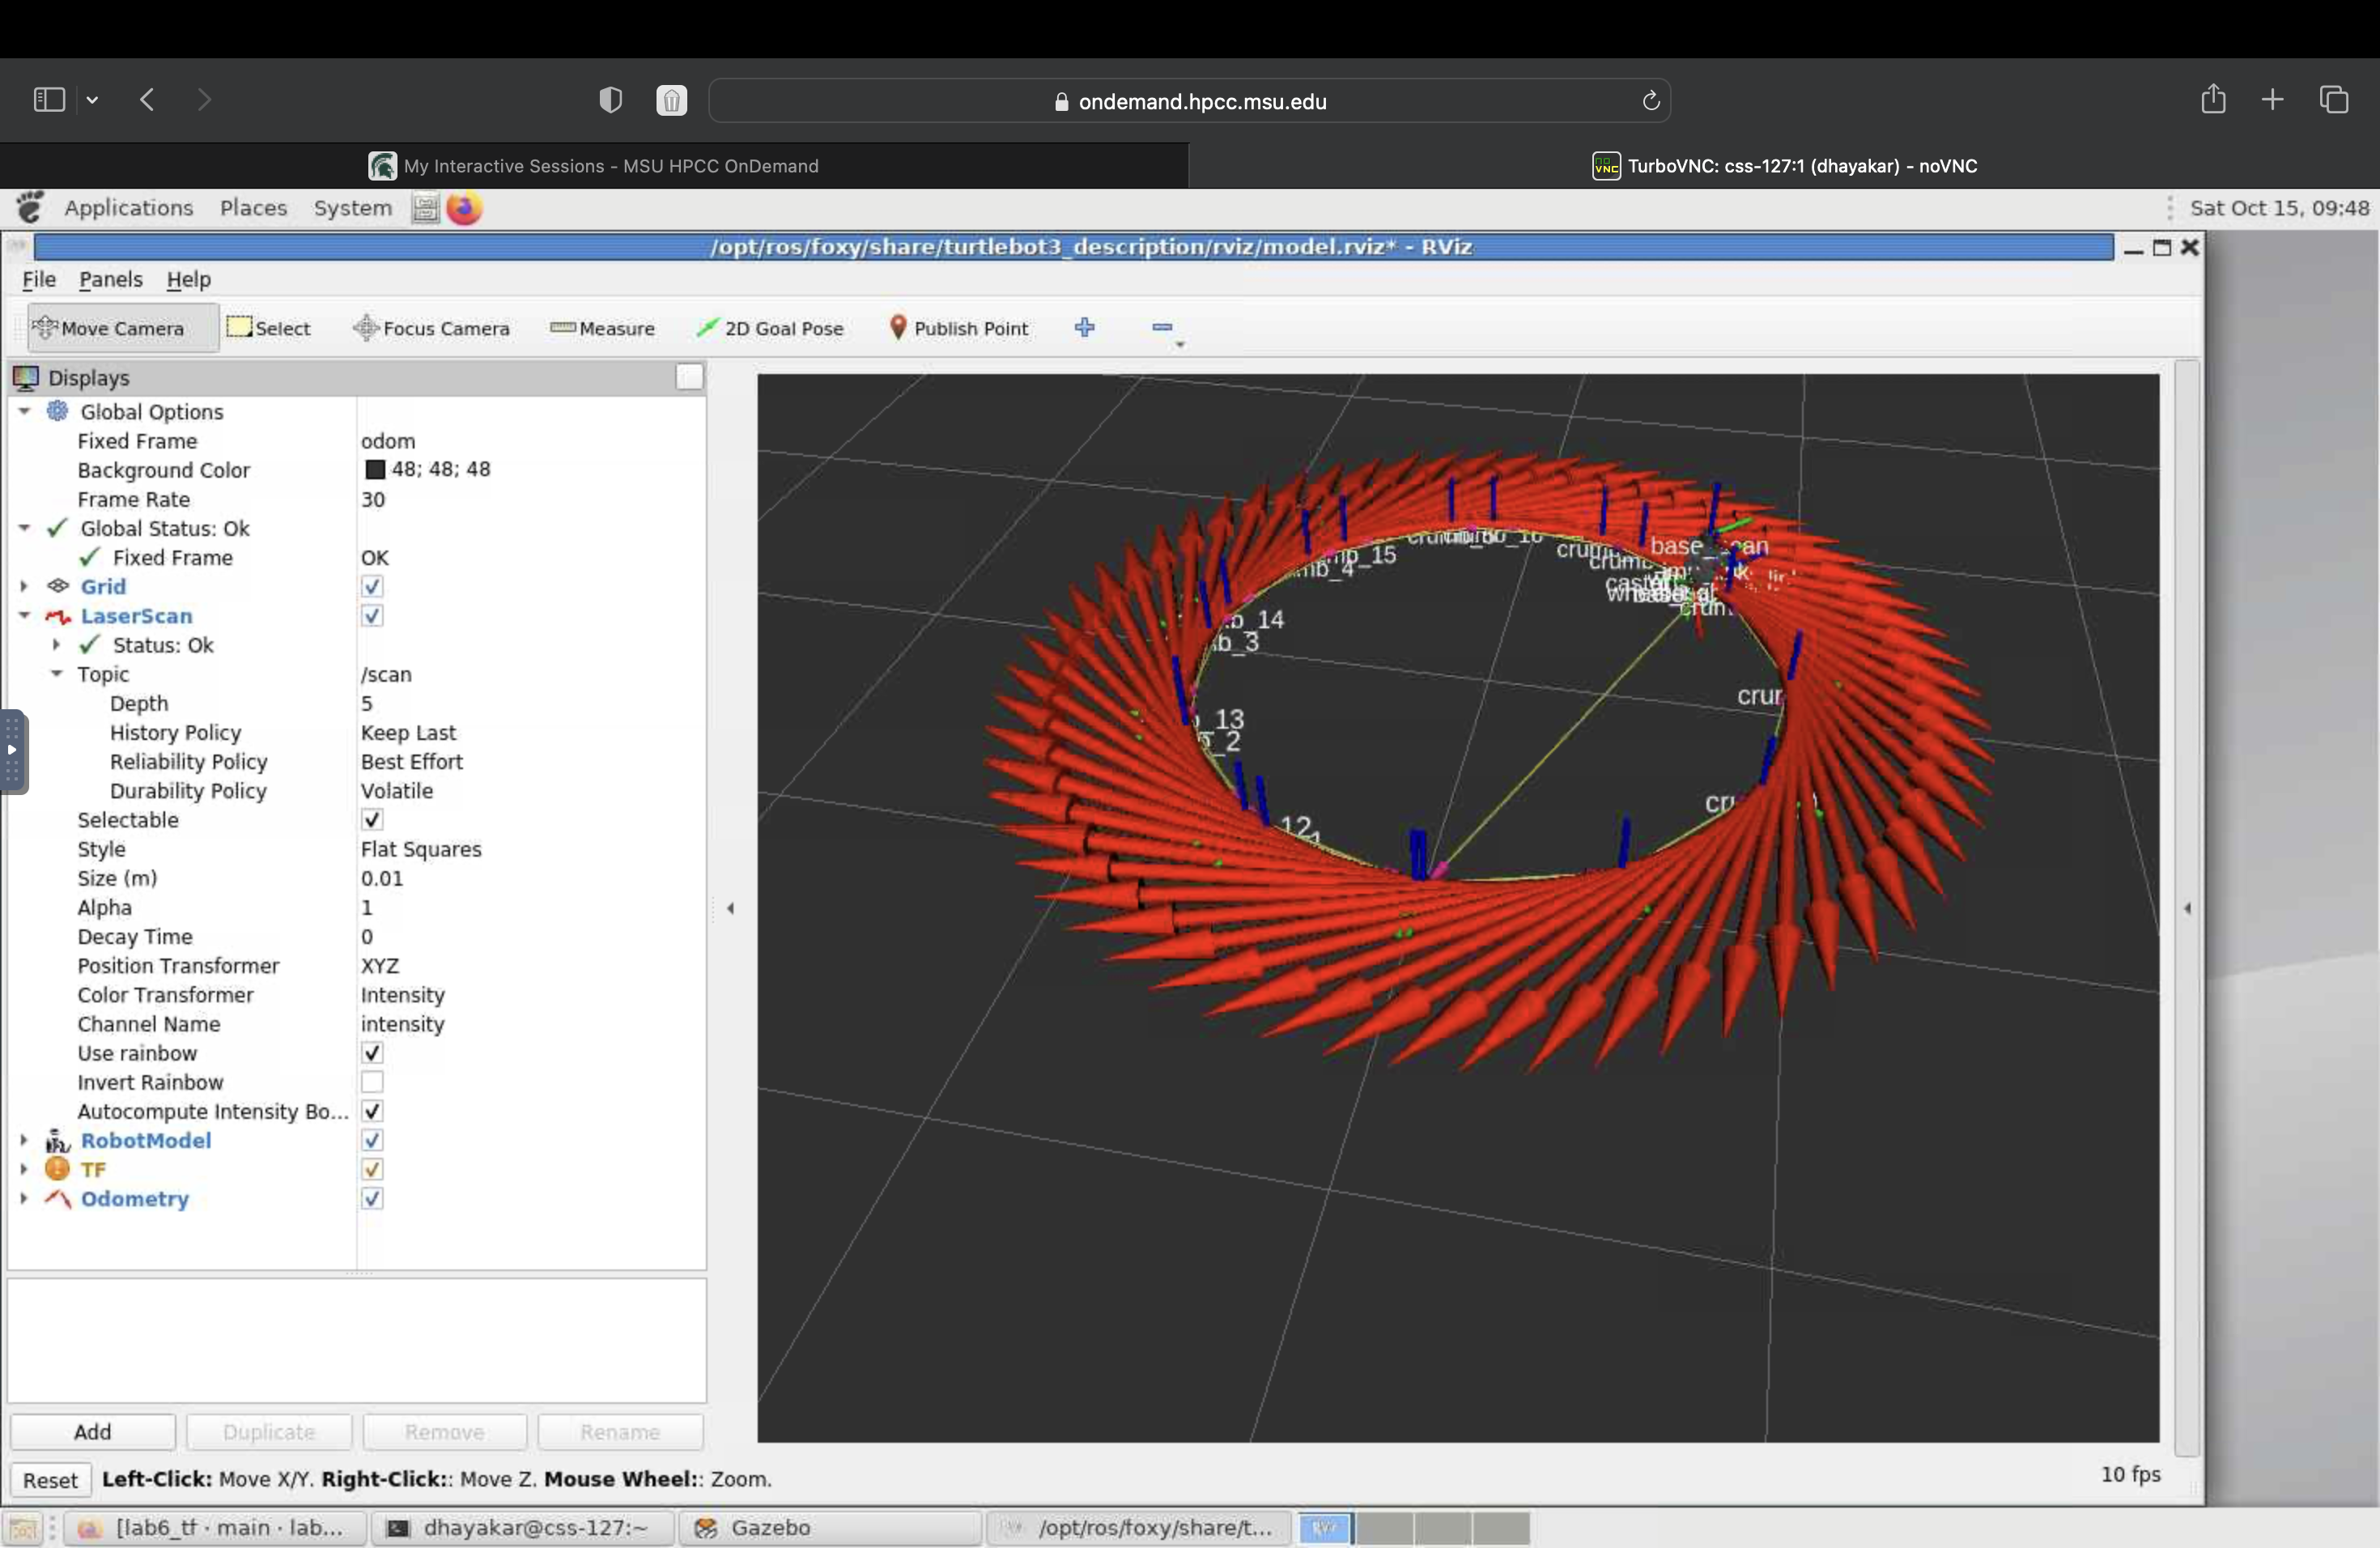 ondemand.hpcc.msu.edu
My Interactive Sessions - MSU HPCC OnDemand
TurboVNC: css-127:1 (dhayakar) - noVNC
Applications Places System
Sat Oct 15, 09:48
/opt/ros/foxy/share/turtlebot3_description/rviz/model.rviz* - RViz
File Panels Help
Move Camera Select Focus Camera Measure 2D Goal Pose Publish Point
Displays
Global Options
Fixed Frame odom
Background Color 48; 48; 48
Frame Rate 30
Global Status: Ok
Fixed Frame OK
Grid
LaserScan
Status: Ok
Topic /scan
Depth 5
History Policy Keep Last
Reliability Policy Best Effort
Durability Policy Volatile
Selectable
Style Flat Squares
Size (m) 0.01
Alpha 1
Decay Time 0
Position Transformer XYZ
Color Transformer Intensity
Channel Name intensity
Use rainbow
Invert Rainbow
Autocompute Intensity Bo...
RobotModel
TF
Odometry
mb_15
mb_4
b_14
b_3
_13
_2
12
crur
cru
Add Duplicate Remove Rename
Reset Left-Click: Move X/Y. Right-Click:: Move Z. Mouse Wheel:: Zoom.
10 fps
[lab6_tf · main · lab... dhayakar@css-127:~ Gazebo /opt/ros/foxy/share/t...